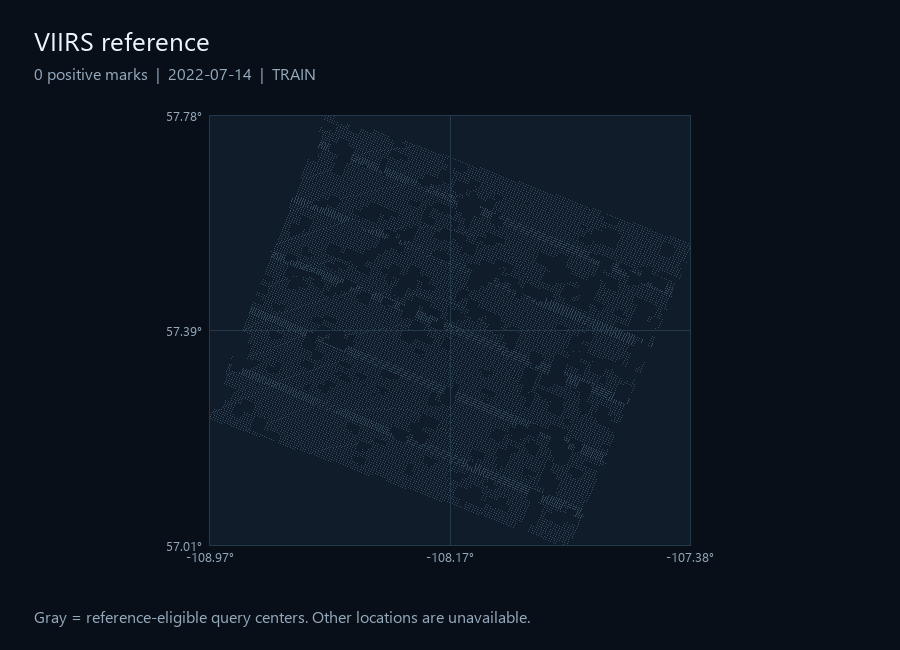 VIIRS reference
0 positive marks | 2022-07-14 | TRAIN
57.78°
57.39°
57.01°
-108.97°
-108.17°
-107.38°
Gray = reference-eligible query centers. Other locations are unavailable.